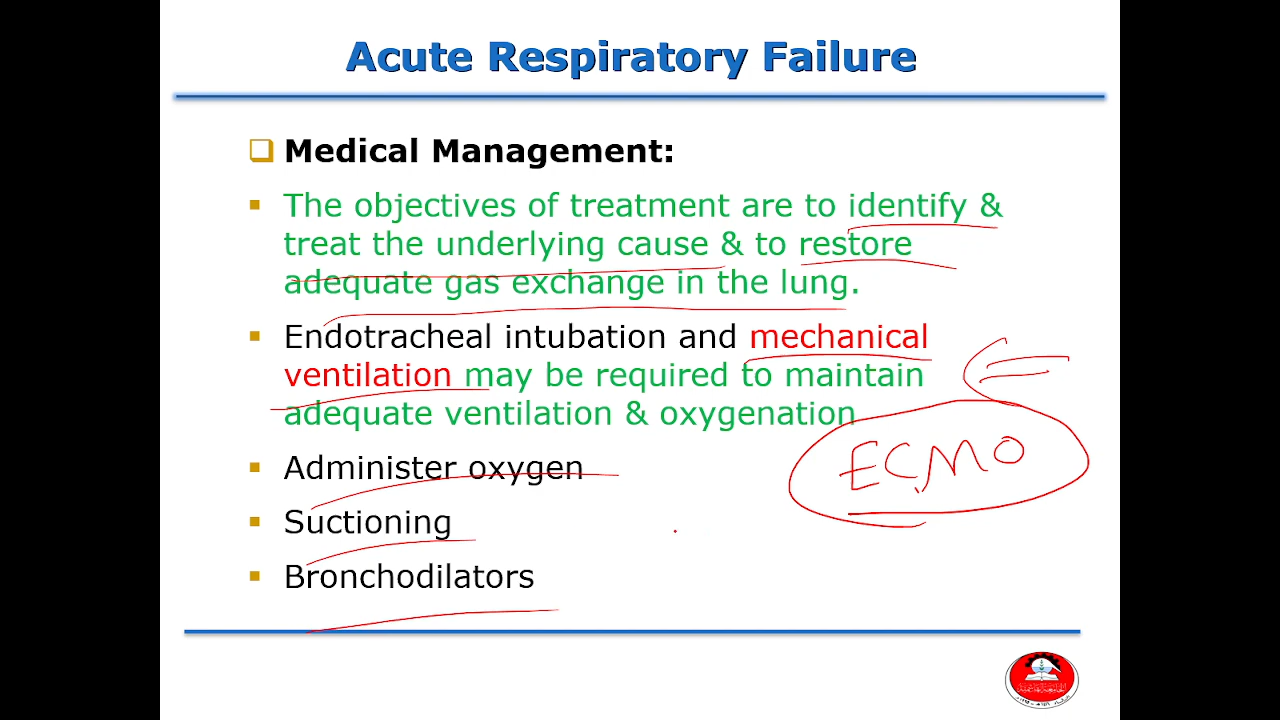 Acute Respiratory Failure
Medical Management:
The objectives of treatment are to identify &
treat the underlying cause & to restore
adequate gas exchange in the lung.
Endotracheal intubation and mechanical
ventilation may be required to maintain
adequate ventilation & oxygenation
ECMO
Administer oxygen
Suctioning
Bronchodilators